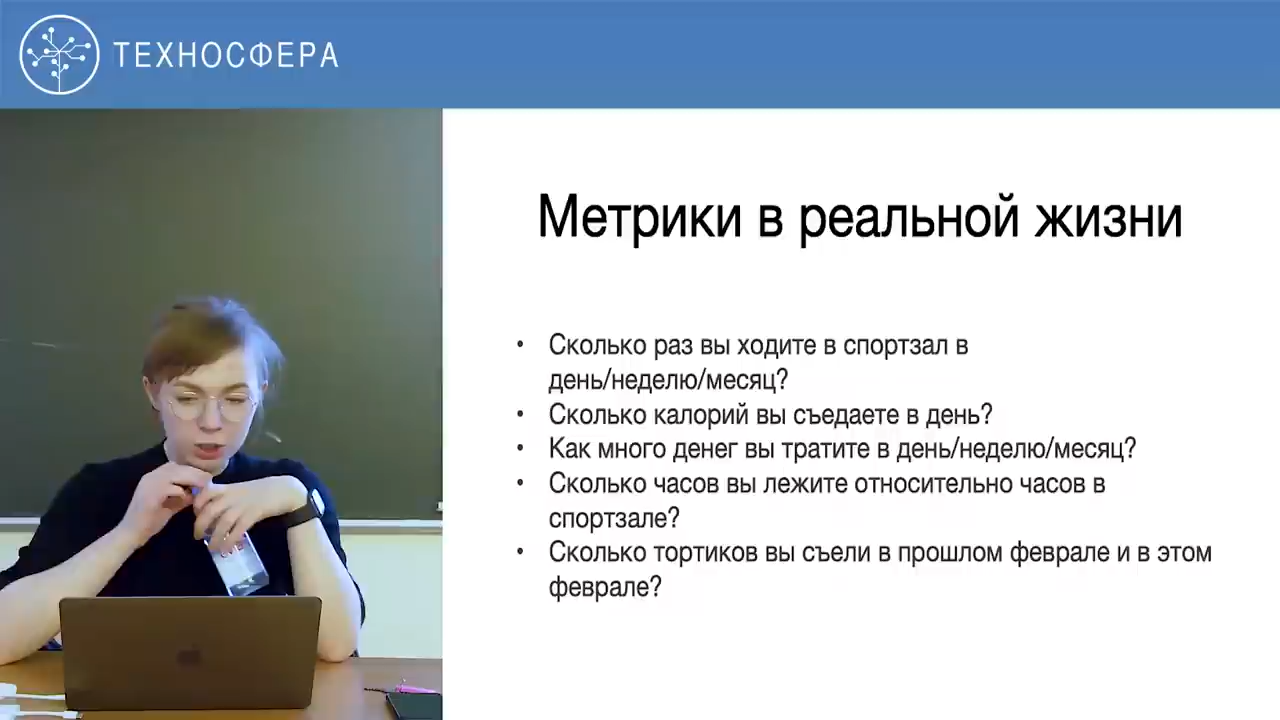 ТЕХНОСФЕРА
Метрики в реальной жизни
• Сколько раз вы ходите в спортзал в
день/неделю/месяц?
• Сколько калорий вы съедаете в день?
• Как много денег вы тратите в день/неделю/месяц?
• Сколько часов вы лежите относительно часов в
спортзале?
• Сколько тортиков вы съели в прошлом феврале и в этом
феврале?